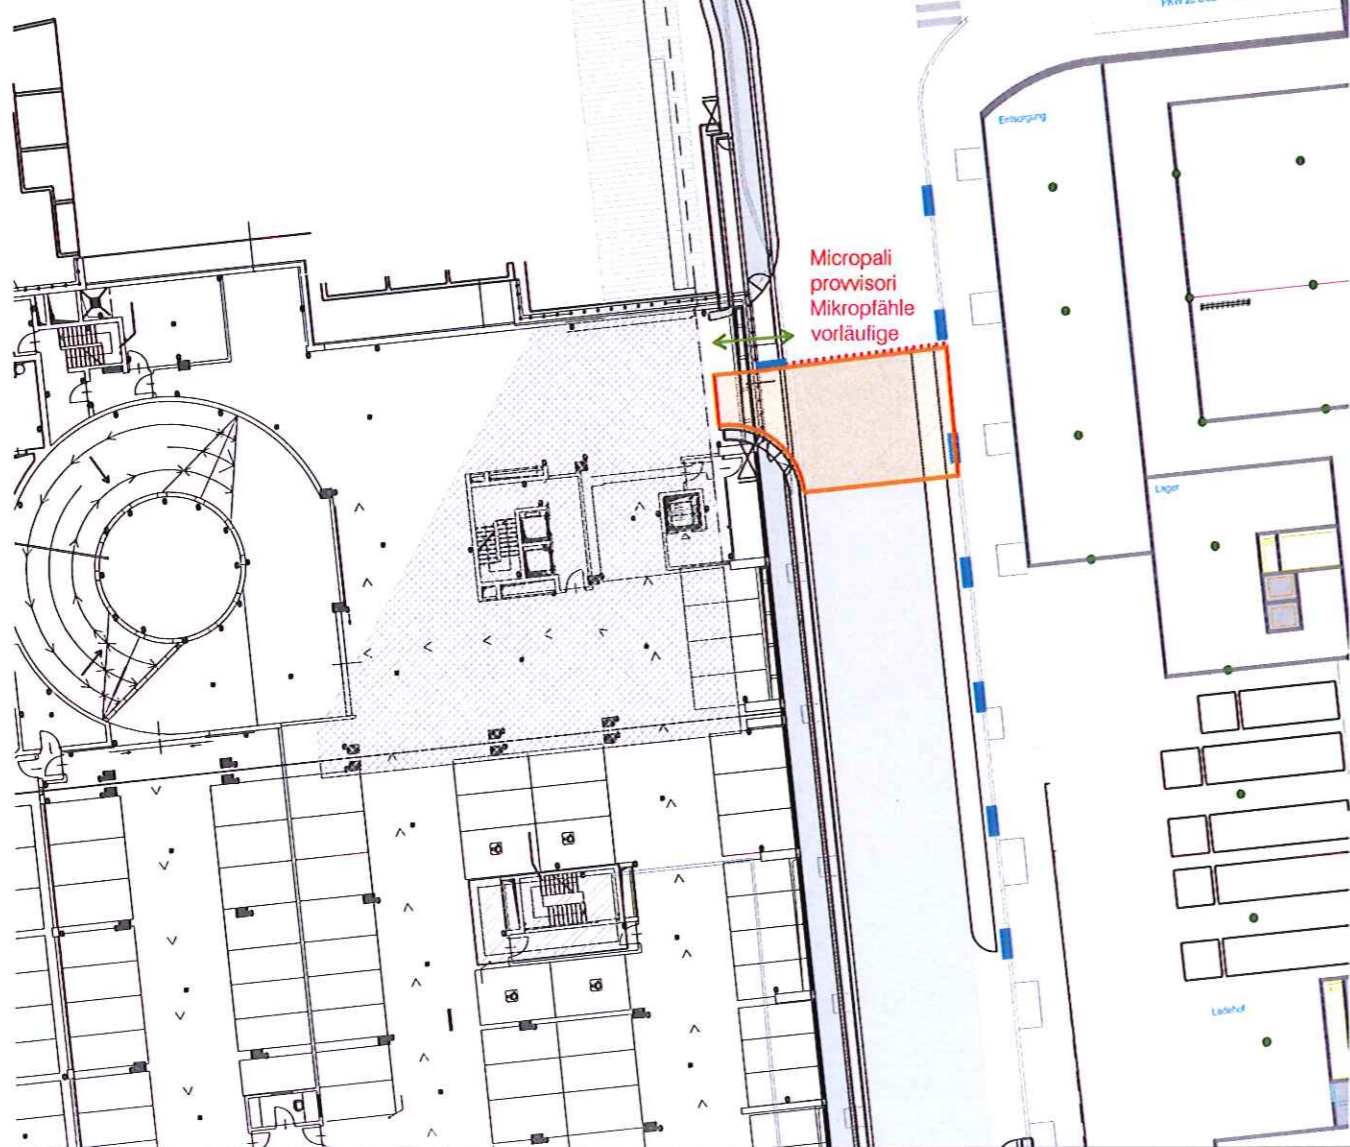 Entsorgung
Micropali
provvisori
Mikropfähle
vorläufige
Lager
Ladehof